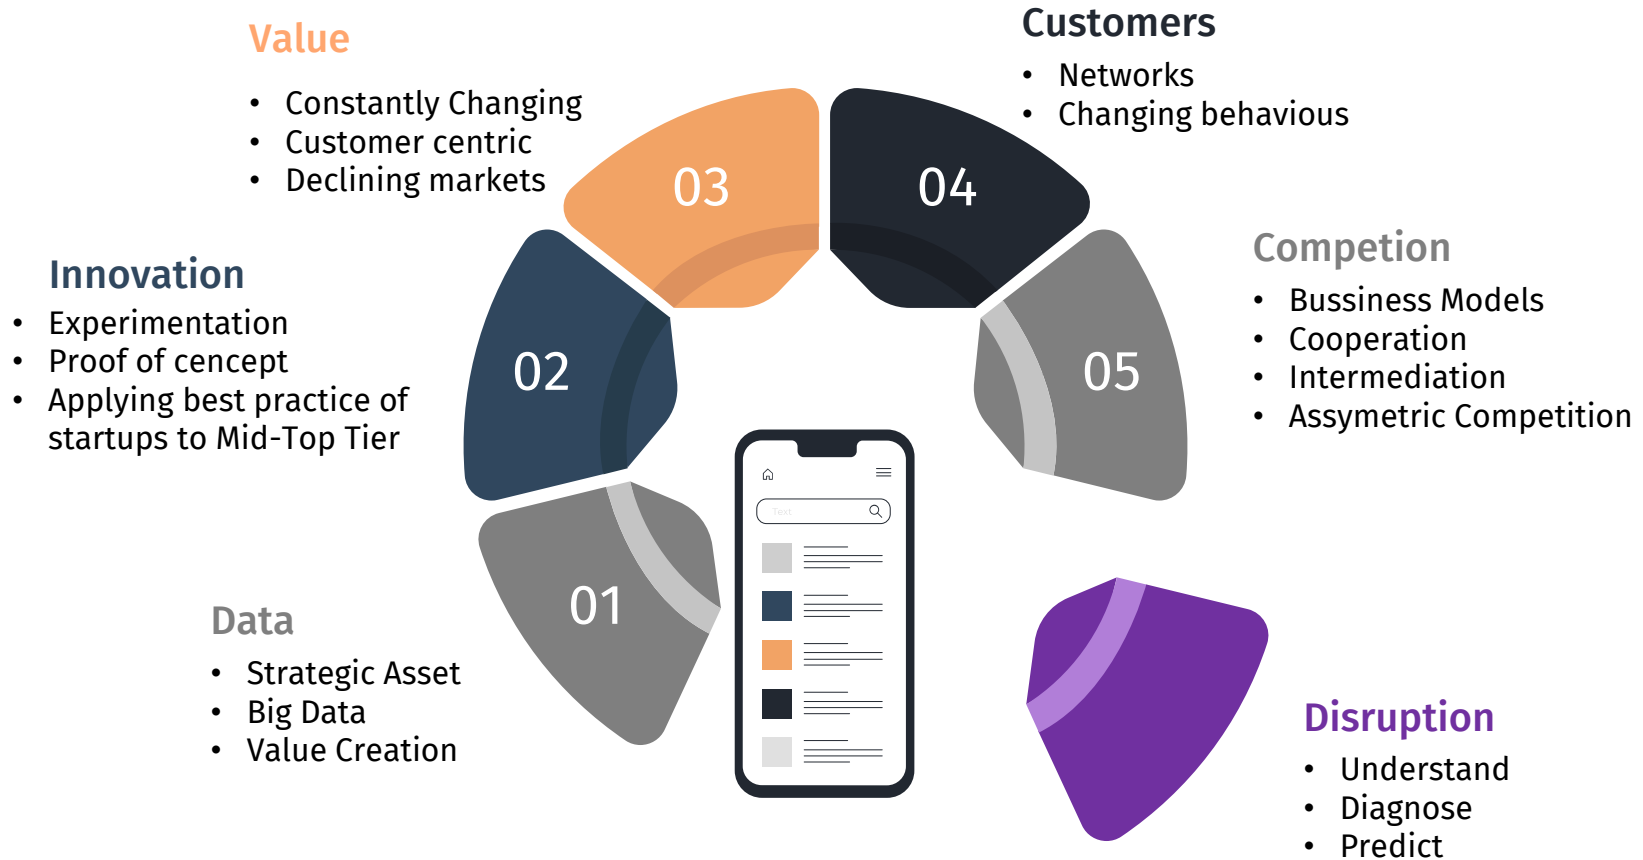 Value
• Constantly Changing
• Customer centric
• Declining markets
Customers
• Networks
• Changing behavious
03
04
Innovation
• Experimentation
• Proof of cencept
• Applying best practice of
startups to Mid-Top Tier
02
Competion
• Bussiness Models
• Cooperation
• Intermediation
• Assymetric Competition
05
Text
Data
• Strategic Asset
• Big Data
• Value Creation
01
Disruption
• Understand
• Diagnose
• Predict